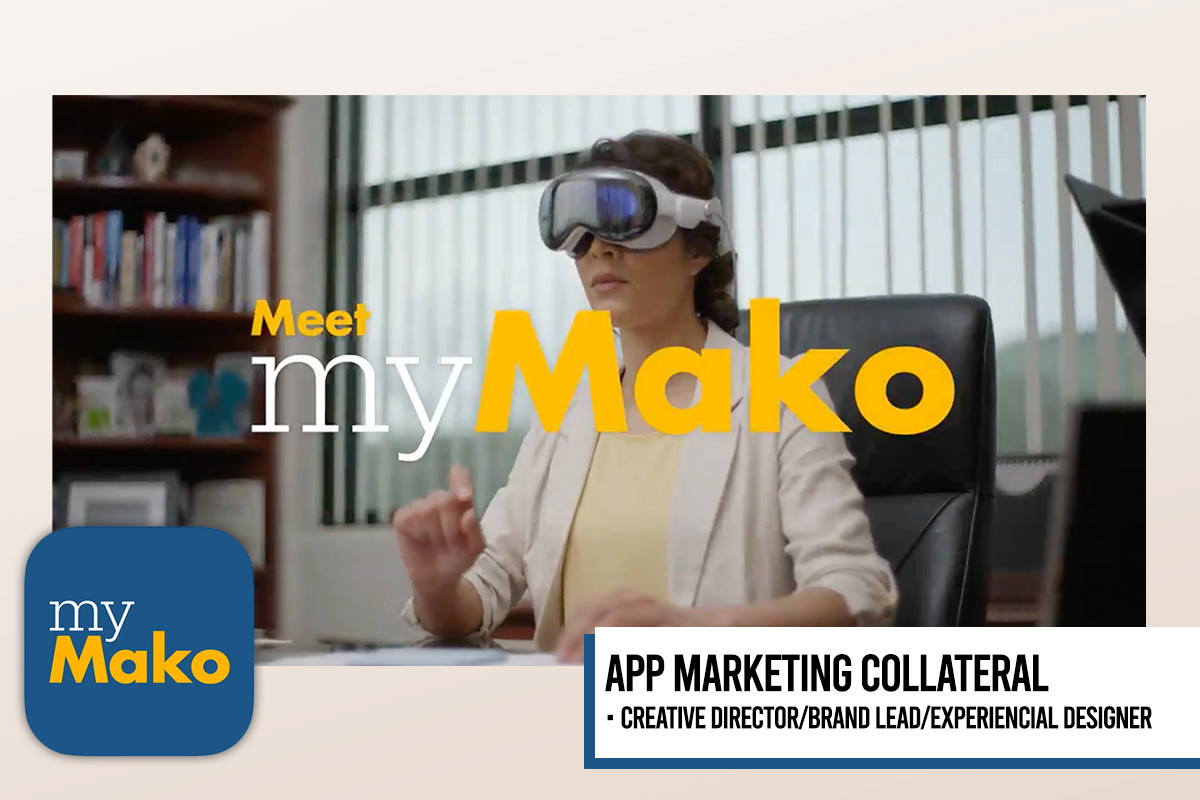 Meet
myMako
my
Mako
APP MARKETING COLLATERAL
· CREATIVE DIRECTOR/BRAND LEAD/EXPERIENCIAL DESIGNER